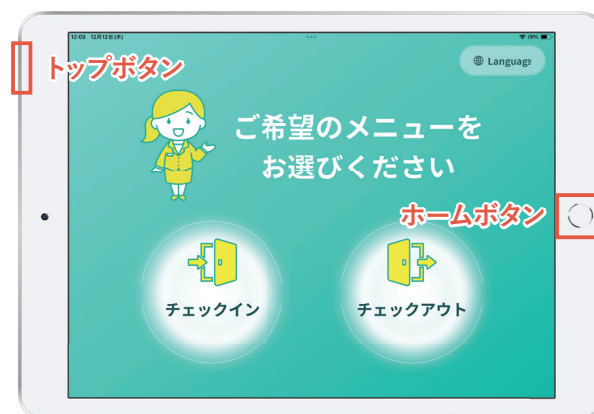 12:09 12月12日(木)
トップボタン
Language
ご希望のメニューを
お選びください
ホームボタン
チェックイン
チェックアウト